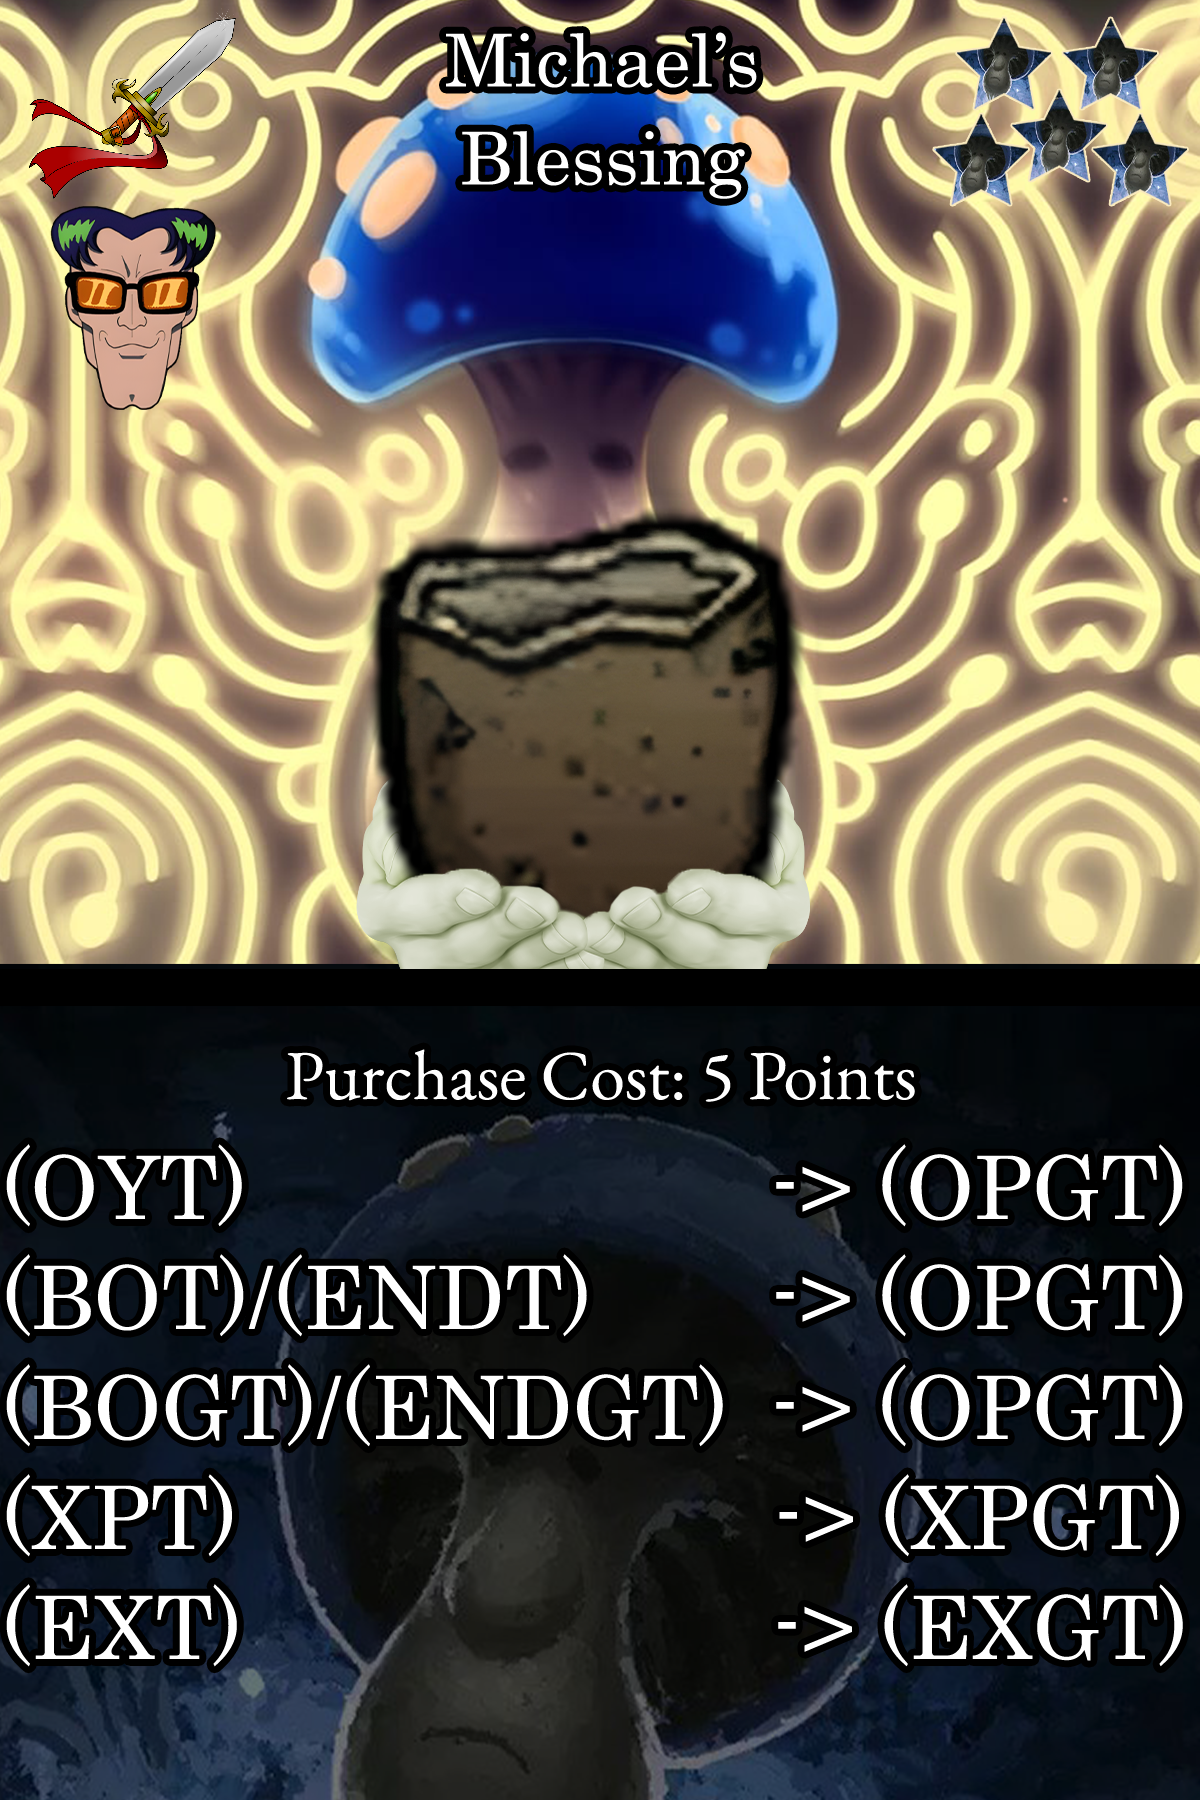 Michael's
Blessing
Purchase Cost: 5 Points
(OYT) -> (OPGT)
(BOT)/(ENDT) -> (OPGT)
(BOGT)/(ENDGT) -> (OPGT)
(XPT) -> (XPGT)
(EXT) -> (EXGT)